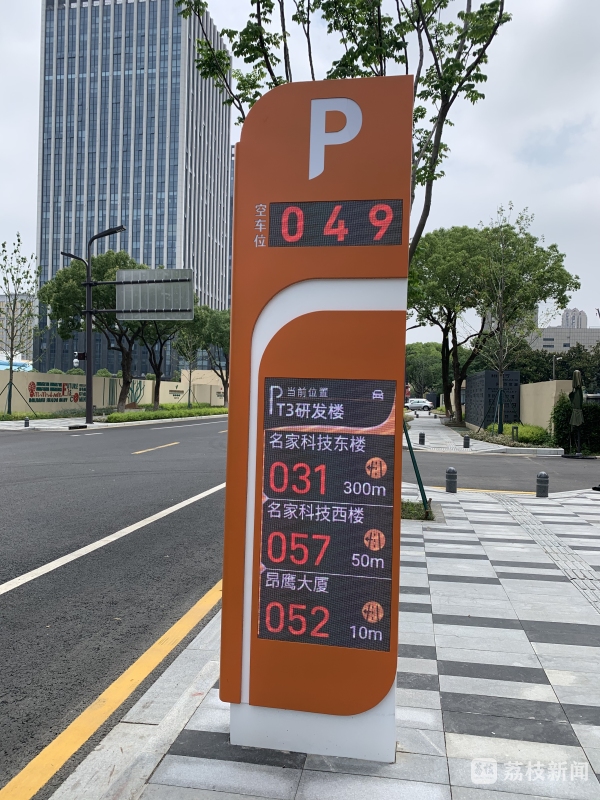 P
空车位
049
P 当前位置
T3研发楼
名家科技东楼
031 300m
名家科技西楼
057 50m
昂鹰大厦
052 10m
荔枝新闻